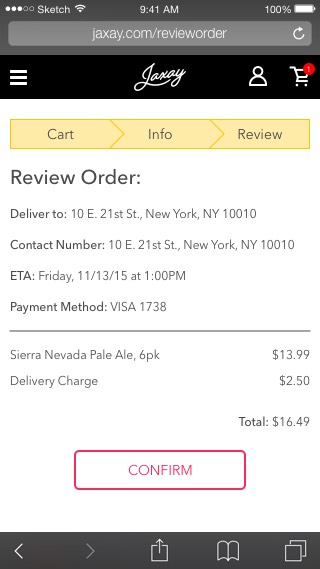 Sketch 9:41 AM 100%
jaxay.com/revieworder
Jaxay 1
Cart Info Review
Review Order:
Deliver to: 10 E. 21st St., New York, NY 10010
Contact Number: 10 E. 21st St., New York, NY 10010
ETA: Friday, 11/13/15 at 1:00PM
Payment Method: VISA 1738
Sierra Nevada Pale Ale, 6pk $13.99
Delivery Charge $2.50
Total: $16.49
CONFIRM